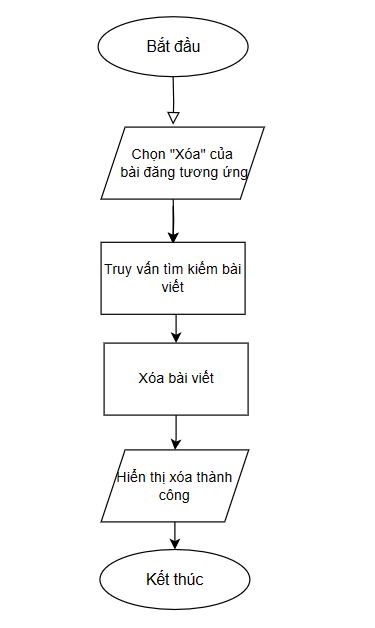 Bắt đầu
Chọn "Xóa" của
bài đăng tương ứng
Truy vấn tìm kiếm bài
viết
Xóa bài viết
Hiển thị xóa thành
công
Kết thúc